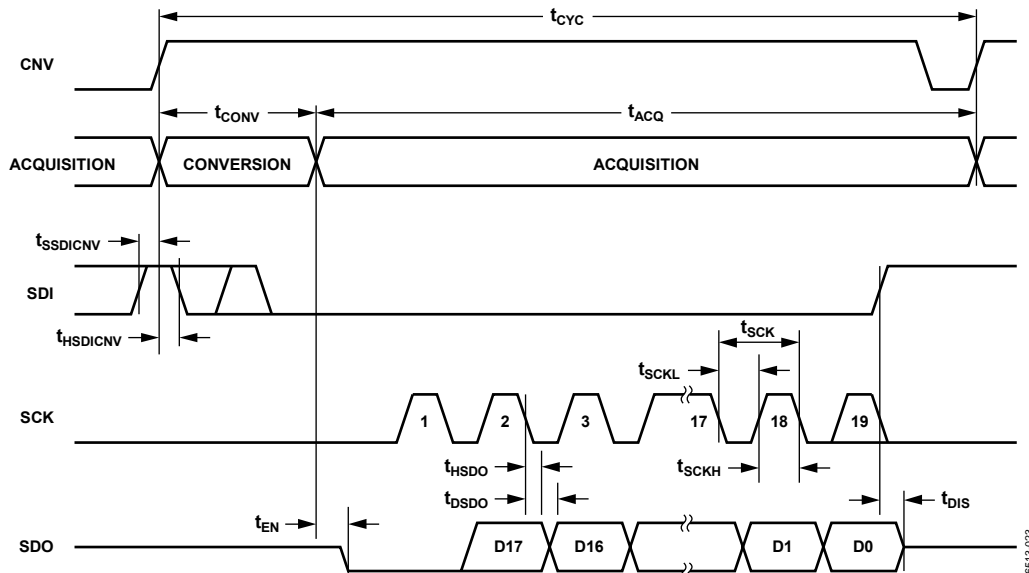 tCYC
CNV
tCONV
tACQ
ACQUISITION
CONVERSION
ACQUISITION
tSSDICNV
SDI
tHSDICNV
tSCK
tSCKL
SCK
1
2
3
17
18
19
tHSDO
tSCKH
tDSDO
tEN
tDIS
SDO
D17
D16
D1
D0